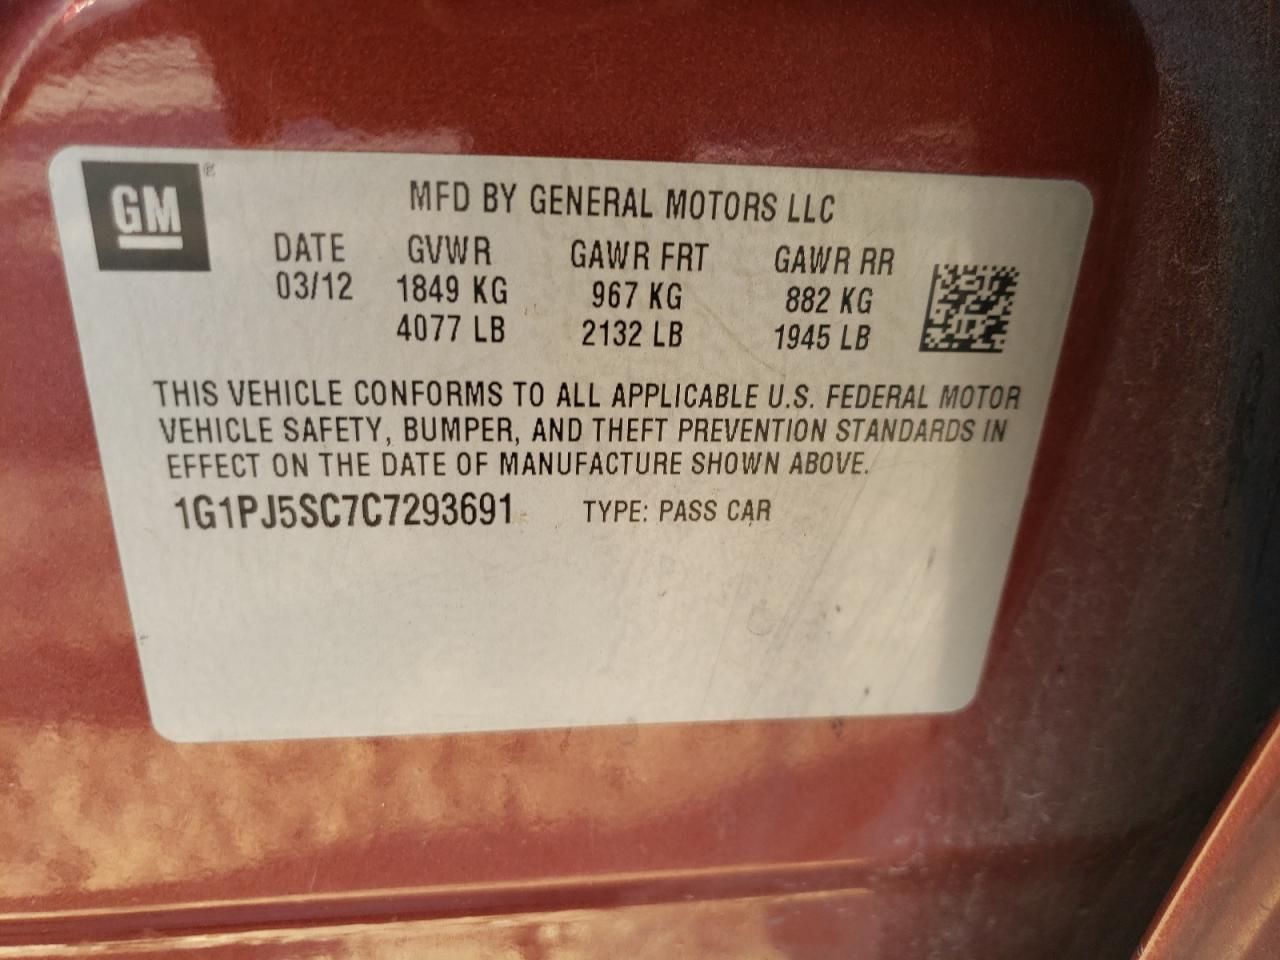 GM ®
MFD BY GENERAL MOTORS LLC
DATE GVWR GAWR FRT GAWR RR
03/12 1849 KG 967 KG 882 KG
4077 LB 2132 LB 1945 LB
THIS VEHICLE CONFORMS TO ALL APPLICABLE U.S. FEDERAL MOTOR
VEHICLE SAFETY, BUMPER, AND THEFT PREVENTION STANDARDS IN
EFFECT ON THE DATE OF MANUFACTURE SHOWN ABOVE.
1G1PJ5SC7C7293691 TYPE: PASS CAR